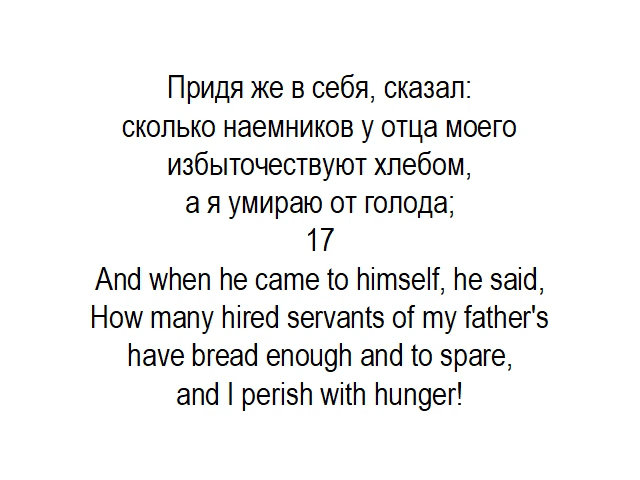 Придя же в себя, сказал:
сколько наемников у отца моего
избыточествуют хлебом,
а я умираю от голода;
17
And when he came to himself, he said,
How many hired servants of my father's
have bread enough and to spare,
and I perish with hunger!